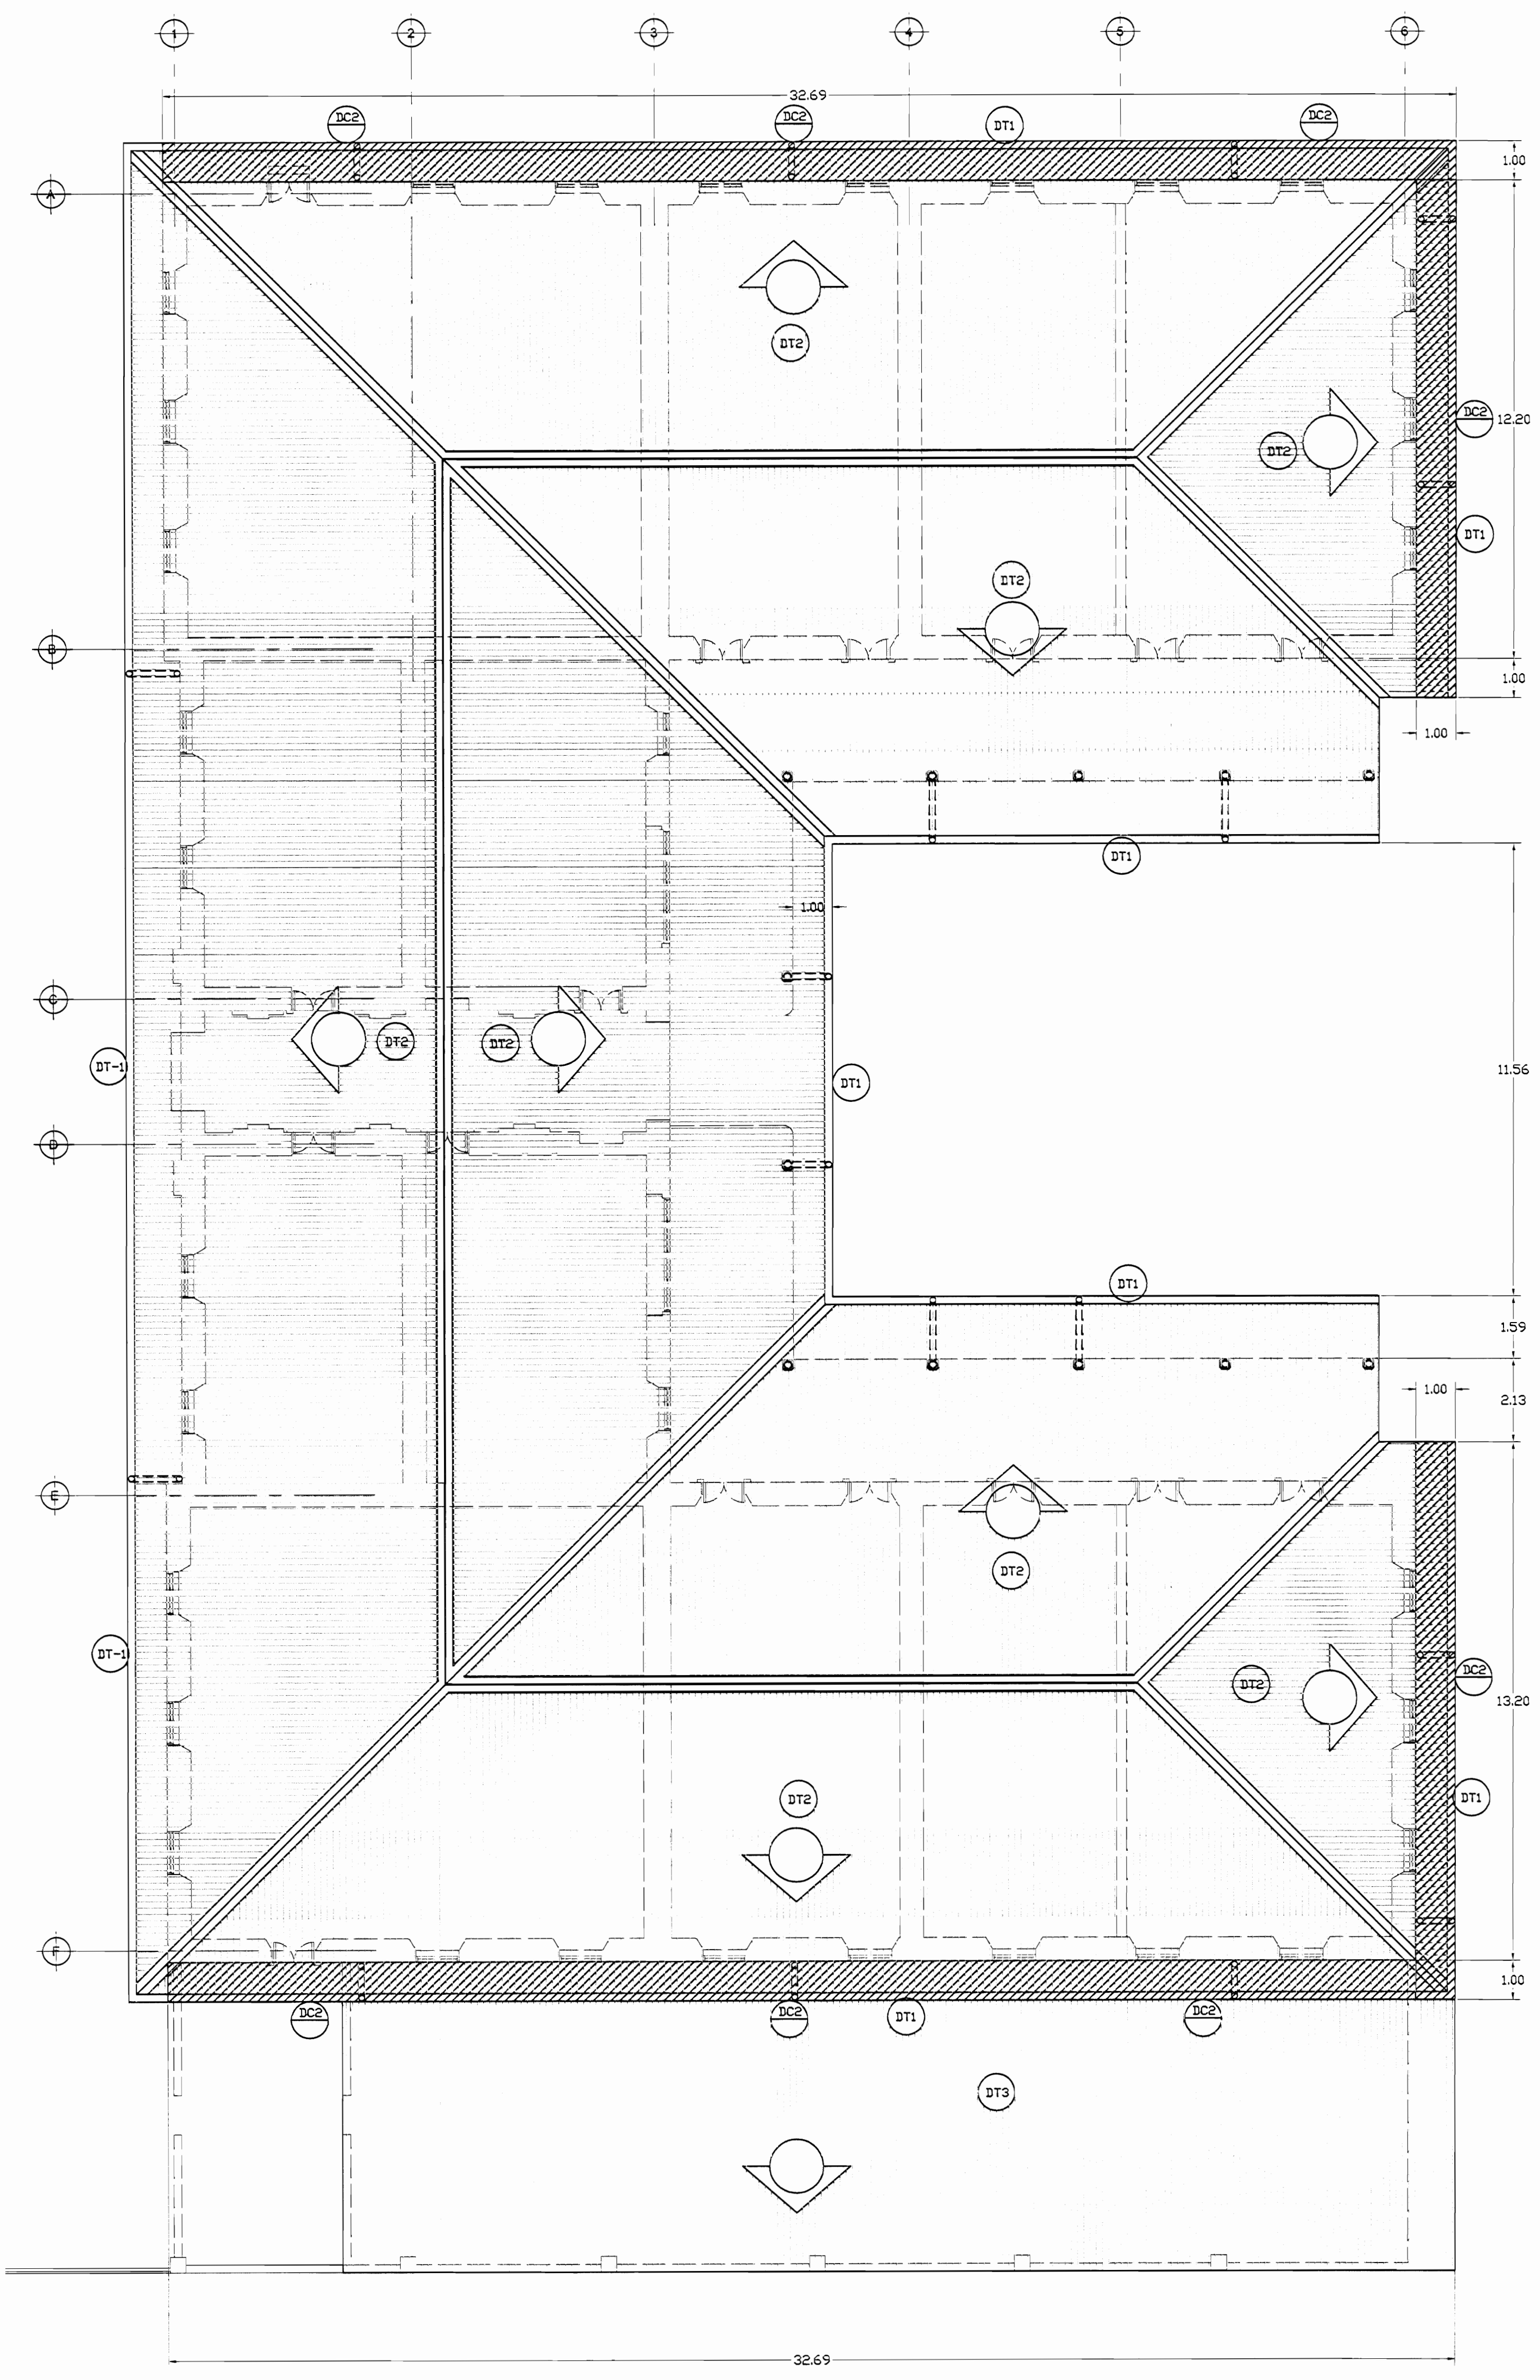 1 2 3 4 5 6
32.69
DC2 DC2 DT1 DC2
1.00
A
DT2
DC2 12.20
DT2
DT1
DT2
B
1.00
1.00
DT1
1.00
C
DT2 DT2
DT-1 11.56
DT1
D
DT1
1.59
1.00
2.13
E
DT2
DT-1
DT2 DC2
13.20
DT2 DT1
F
1.00
DC2 DC2 DT1 DC2
DT3
32.69